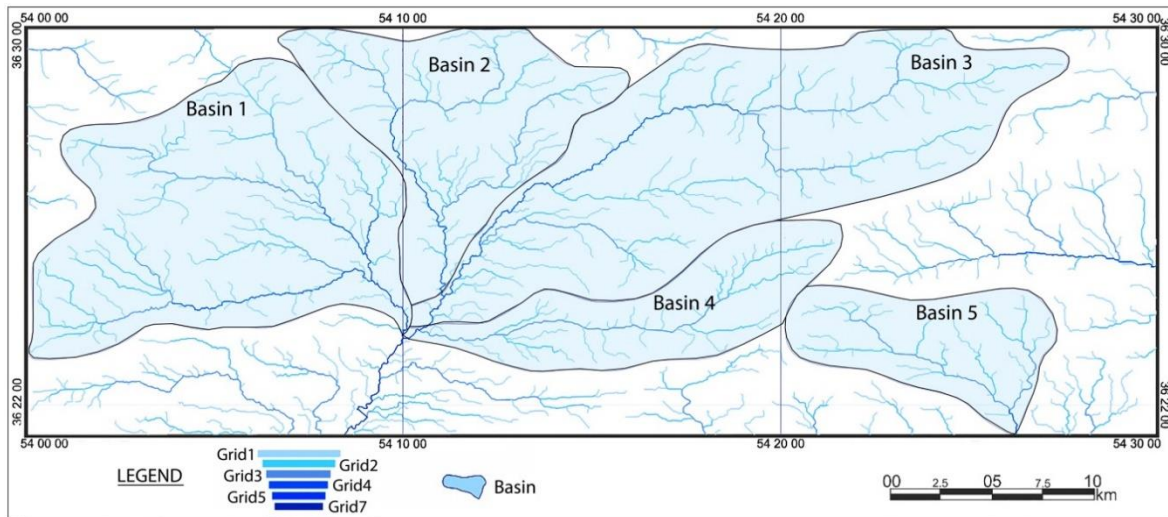 54 00 00 54 10 00 54 20 00 54 30 00
36 30 00
36 30 00
Basin 1
Basin 2
Basin 3
Basin 4
Basin 5
36 22 00
36 22 00
54 00 00 54 10 00 54 20 00 54 30 00
LEGEND
Grid1
Grid2
Grid3
Grid4
Grid5
Grid7
Basin
00 2.5 05 7.5 10
km